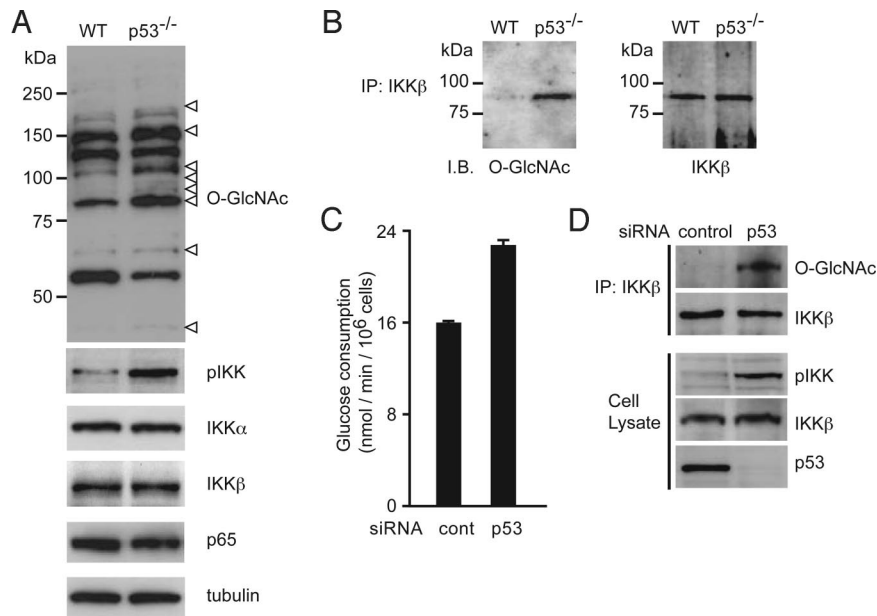 A
WT p53-/-
kDa
250
150
100
75
50
O-GlcNAc
pIKK
IKKα
IKKβ
p65
tubulin
B
WT p53-/- WT p53-/-
kDa kDa
IP: IKKβ
100 100
75 75
I.B. O-GlcNAc IKKβ
C
Glucose consumption
(nmol / min / 10⁶ cells)
24
16
8
0
siRNA cont p53
D
siRNA control p53
IP: IKKβ
O-GlcNAc
IKKβ
Cell
Lysate
pIKK
IKKβ
p53